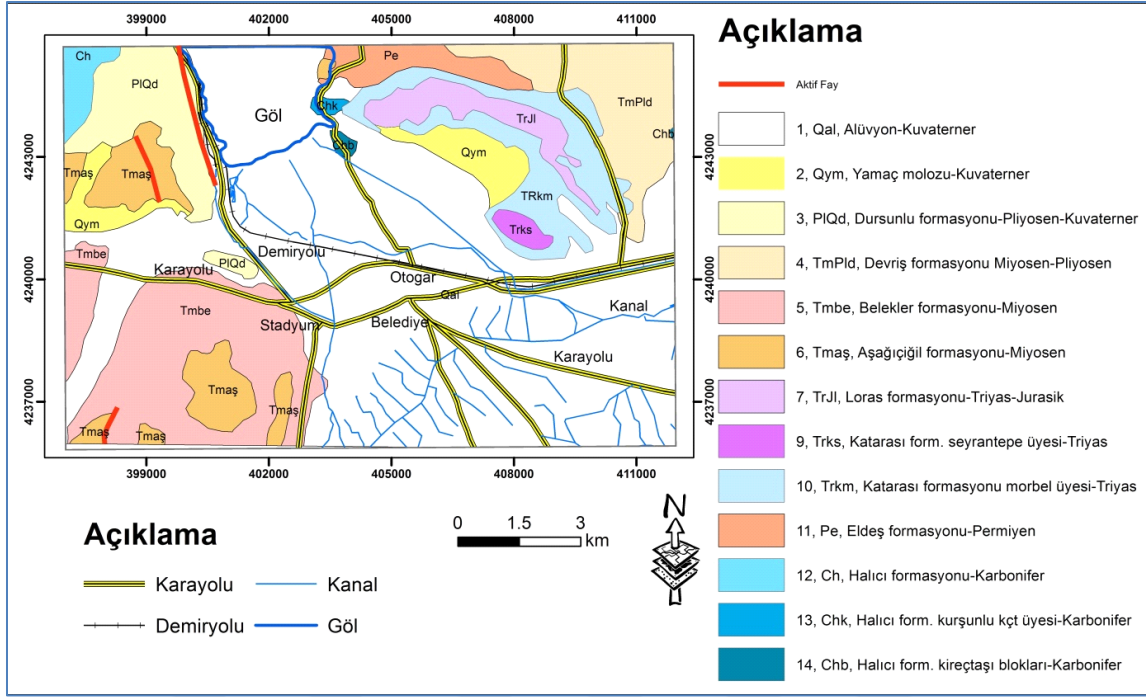 399000 402000 405000 408000 411000
Açıklama
Ch
Pe
PlQd
Aktif Fay
Göl
Chk
TrJl
TmPld
Chb
Chb
1, Qal, Alüvyon-Kuvaterner
4243000
4243000
Qym
Tmaş
Tmaş
2, Qym, Yamaç molozu-Kuvaterner
TRkm
Qym
Trks
3, PlQd, Dursunlu formasyonu-Pliyosen-Kuvaterner
Tmbe
Demiryolu
PlQd
Karayolu
Otogar
4240000
4240000
4, TmPld, Devriş formasyonu Miyosen-Pliyosen
Qal
Kanal
Tmbe
Stadyum
Belediye
5, Tmbe, Belekler formasyonu-Miyosen
Karayolu
6, Tmaş, Aşağıçiğil formasyonu-Miyosen
Tmaş
Tmaş
4237000
4237000
7, TrJl, Loras formasyonu-Triyas-Jurasik
Tmaş
Tmaş
9, Trks, Katarası form. seyrantepe üyesi-Triyas
399000 402000 405000 408000 411000
10, Trkm, Katarası formasyonu morbel üyesi-Triyas
N
Açıklama
0 1.5 3
km
11, Pe, Eldeş formasyonu-Permiyen
Karayolu
Kanal
12, Ch, Halıcı formasyonu-Karbonifer
Demiryolu
Göl
13, Chk, Halıcı form. kurşunlu kçt üyesi-Karbonifer
14, Chb, Halıcı form. kireçtaşı blokları-Karbonifer